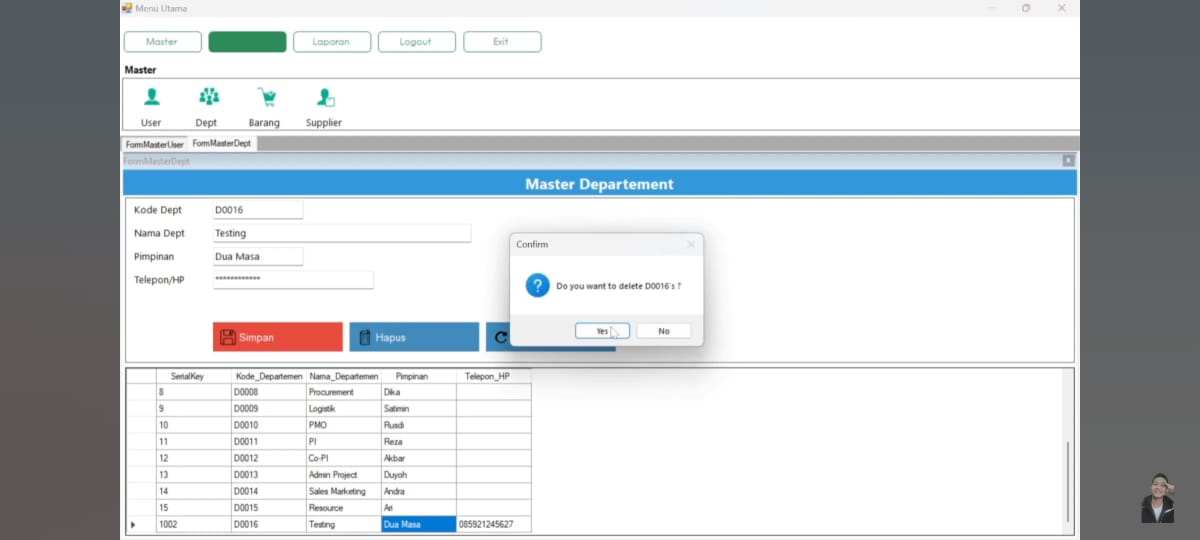 Menu Utama
Master Laporan Logout Exit
Master
User Dept Barang Supplier
FormMasterUser FormMasterDept
FormMasterDept
Master Departement
Kode Dept D0016
Nama Dept Testing
Pimpinan Dua Masa
Telepon/HP ************
Confirm
Do you want to delete D0016's ?
Yes No
Simpan Hapus
SerialKey Kode_Departemen Nama_Departemen Pimpinan Telepon_HP
8 D0008 Procurement Dika
9 D0009 Logistik Satimin
10 D0010 PMO Rusdi
11 D0011 PI Reza
12 D0012 Co-PI Akbar
13 D0013 Admin Project Duyoh
14 D0014 Sales Marketing Andra
15 D0015 Resource Ari
1002 D0016 Testing Dua Masa 085921245627